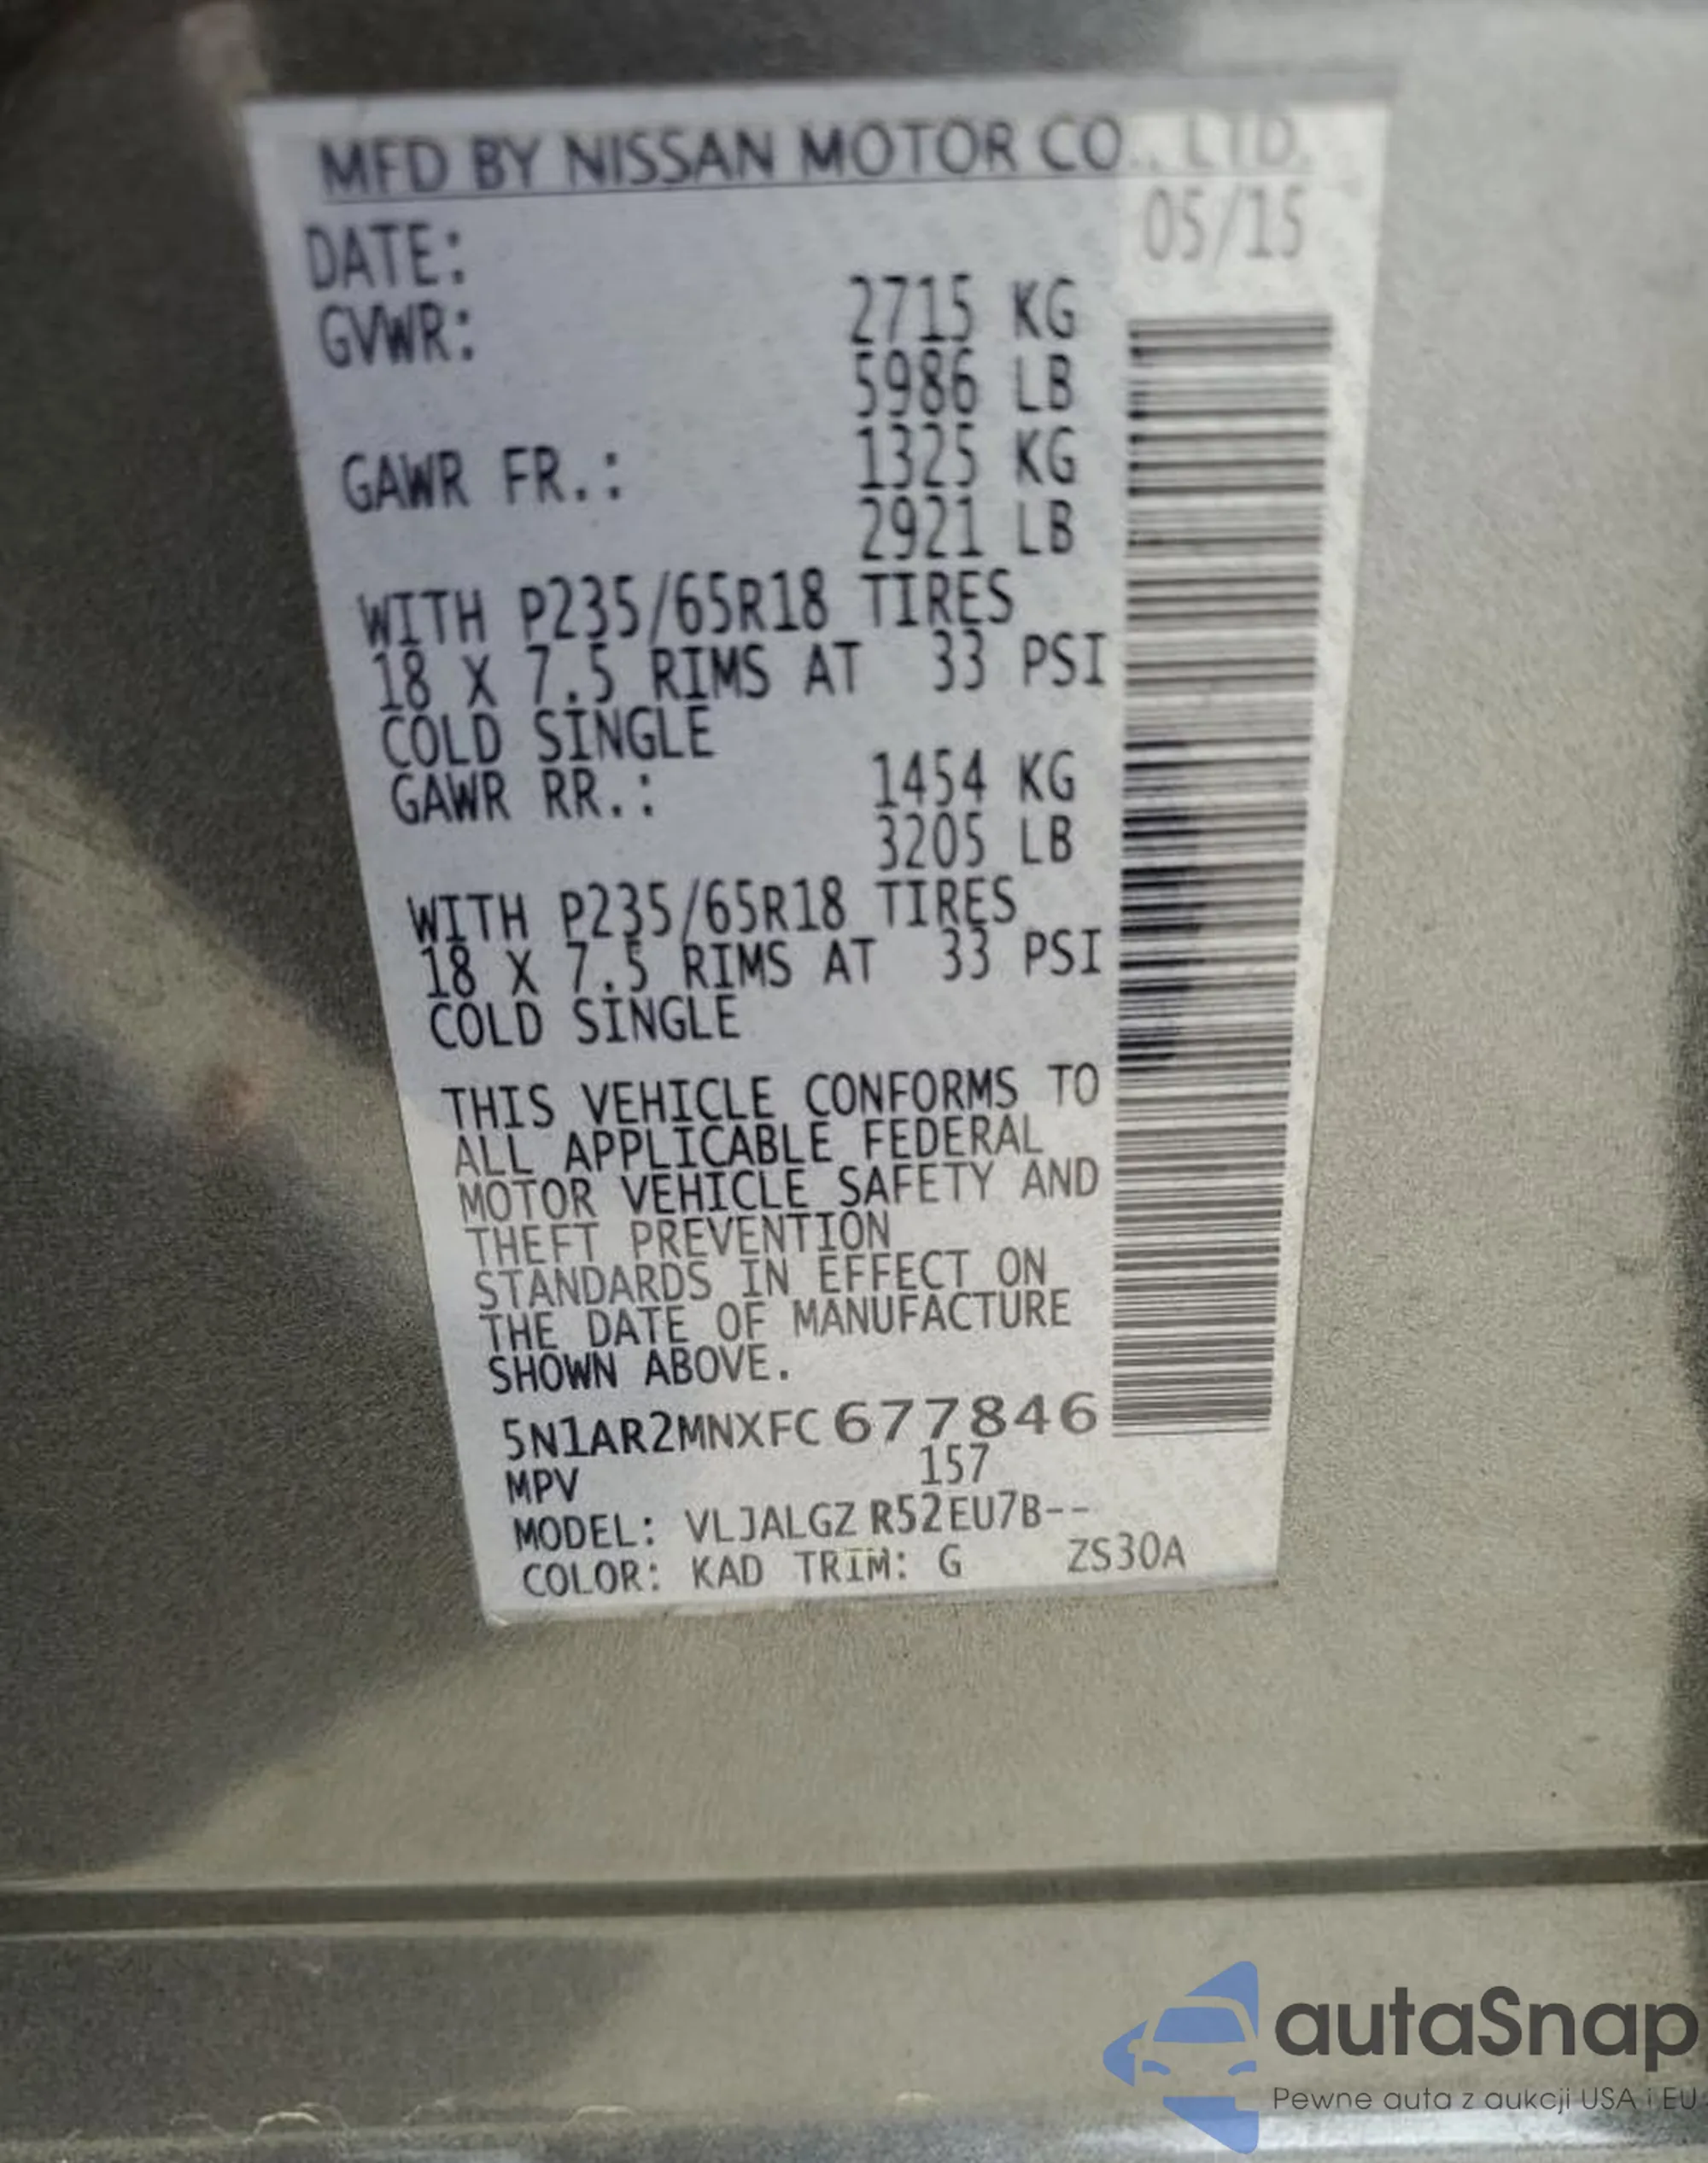 MFD BY NISSAN MOTOR CO., LTD.
DATE: 05/15
GVWR: 2715 KG
5986 LB
GAWR FR.: 1325 KG
2921 LB
WITH P235/65R18 TIRES
18 X 7.5 RIMS AT 33 PSI
COLD SINGLE
GAWR RR.: 1454 KG
3205 LB
WITH P235/65R18 TIRES
18 X 7.5 RIMS AT 33 PSI
COLD SINGLE
THIS VEHICLE CONFORMS TO
ALL APPLICABLE FEDERAL
MOTOR VEHICLE SAFETY AND
THEFT PREVENTION
STANDARDS IN EFFECT ON
THE DATE OF MANUFACTURE
SHOWN ABOVE.
5N1AR2MNXFC677846
MPV 157
MODEL: VLJALGZ R52EU7B--
COLOR: KAD TRIM: G ZS30A
autaSnap
Pewne auta z aukcji USA i EU